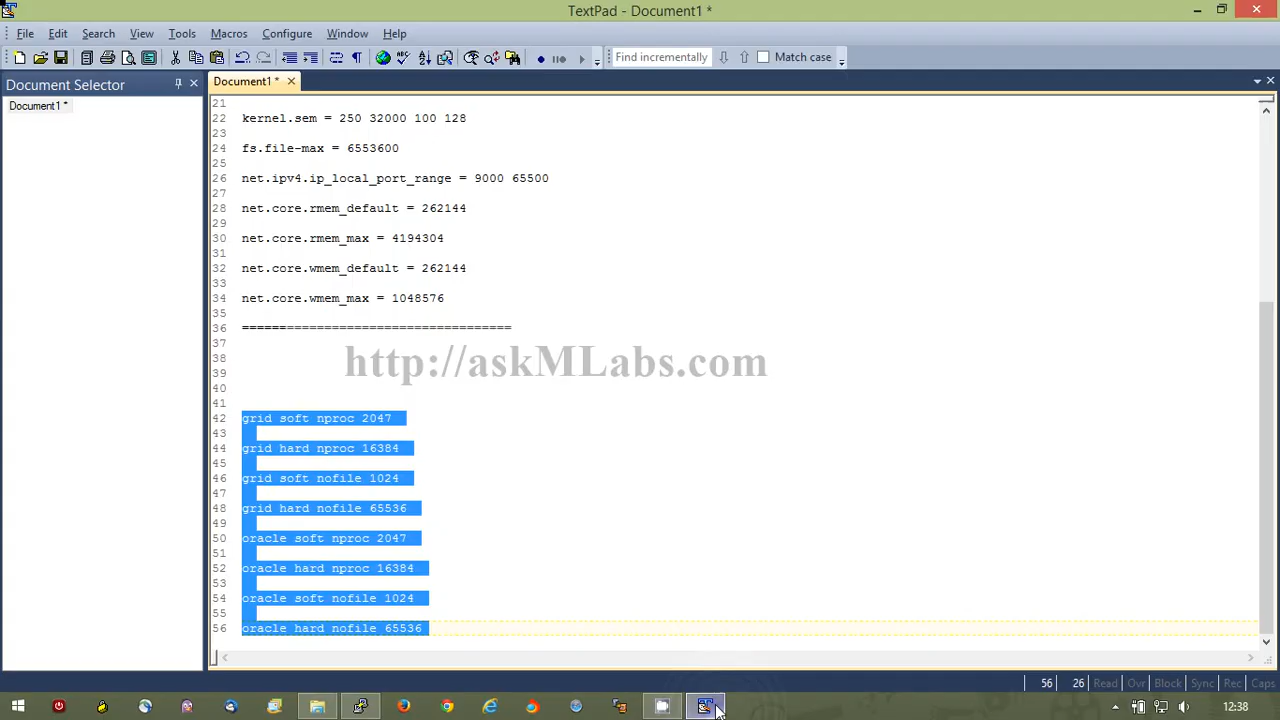 TextPad - Document1 *
File Edit Search View Tools Macros Configure Window Help
Find incrementally Match case
Document Selector
Document1 *
Document1 *
21
22 kernel.sem = 250 32000 100 128
23
24 fs.file-max = 6553600
25
26 net.ipv4.ip_local_port_range = 9000 65500
27
28 net.core.rmem_default = 262144
29
30 net.core.rmem_max = 4194304
31
32 net.core.wmem_default = 262144
33
34 net.core.wmem_max = 1048576
35
36 ====================================
37
http://askMLabs.com
38
39
40
41
42 grid soft nproc 2047
43
44 grid hard nproc 16384
45
46 grid soft nofile 1024
47
48 grid hard nofile 65536
49
50 oracle soft nproc 2047
51
52 oracle hard nproc 16384
53
54 oracle soft nofile 1024
55
56 oracle hard nofile 65536
56 26 Read Ovr Block Sync Rec Caps
12:38